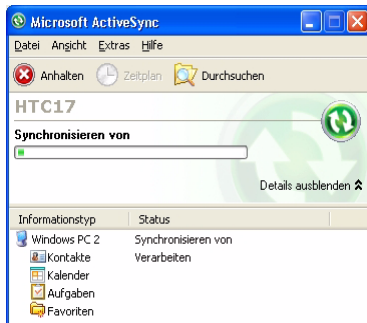 Microsoft ActiveSync
Datei Ansicht Extras Hilfe
Anhalten Zeitplan Durchsuchen
HTC17
Synchronisieren von
Details ausblenden
Informationstyp Status
Windows PC 2 Synchronisieren von
Kontakte Verarbeiten
Kalender
Aufgaben
Favoriten